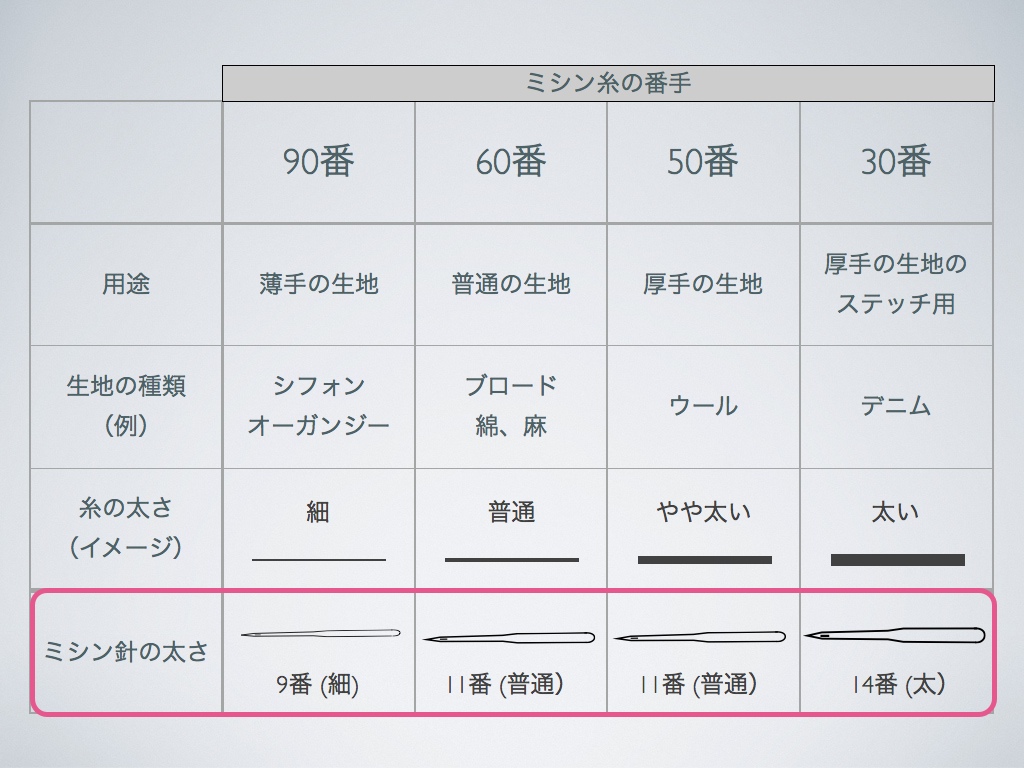 ミシン糸の番手
90番
60番
50番
30番
用途
薄手の生地
普通の生地
厚手の生地
厚手の生地の
ステッチ用
生地の種類
（例）
シフォン
オーガンジー
ブロード
綿、麻
ウール
デニム
糸の太さ
（イメージ）
細
普通
やや太い
太い
ミシン針の太さ
9番 (細)
11番 (普通）
11番 (普通）
14番 (太）